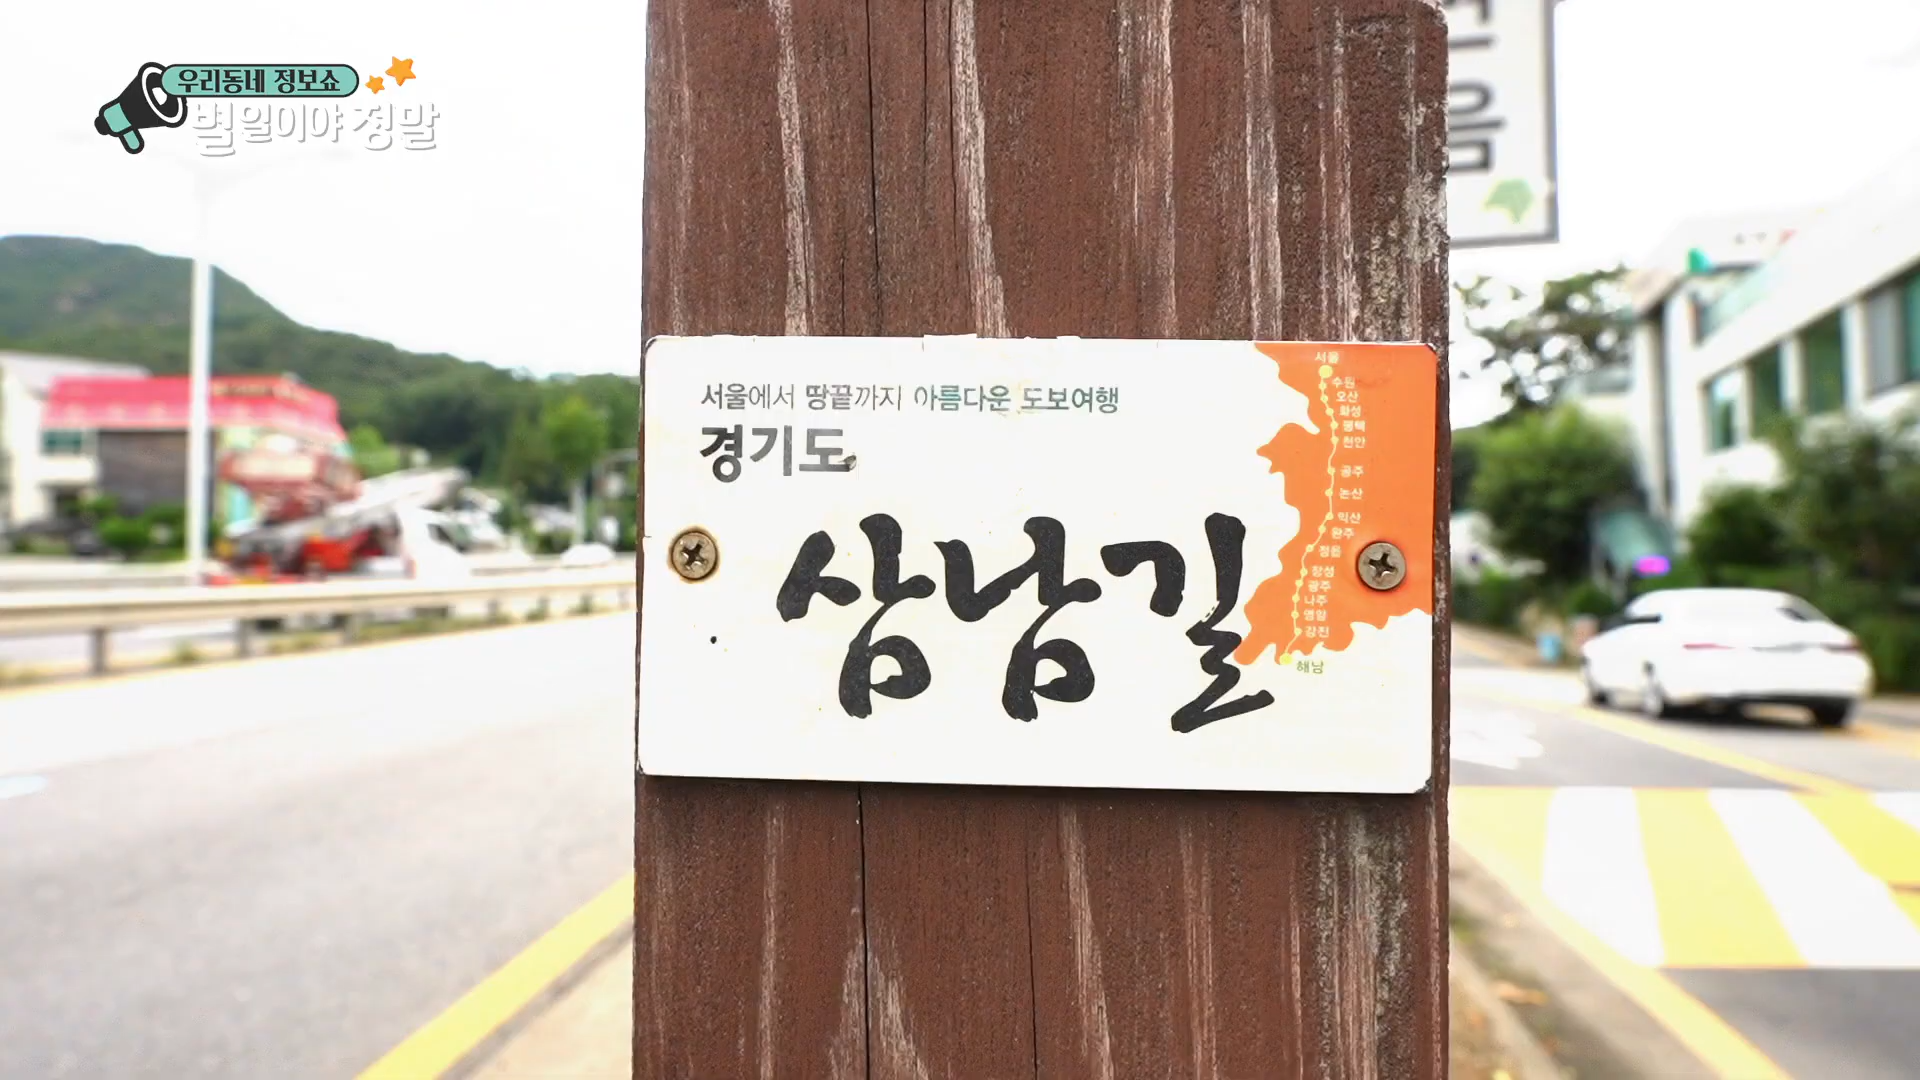 우리동네 정보쇼
별일이야 정말
서울에서 땅끝까지 아름다운 도보여행
경기도
삼남길
서울
수원
오산
화성
평택
천안
공주
논산
익산
완주
정읍
장성
광주
나주
영암
강진
해남